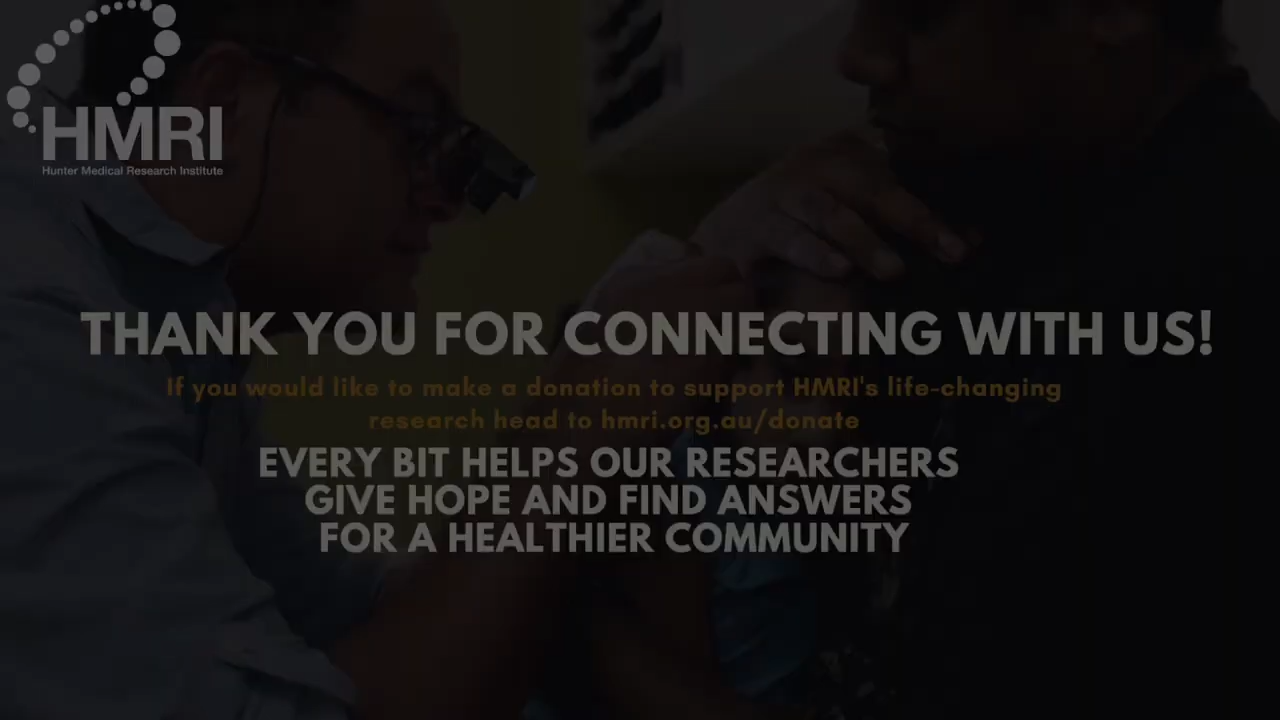 HMRI
Hunter Medical Research Institute
THANK YOU FOR CONNECTING WITH US!
If you would like to make a donation to support HMRI's life-changing
research head to hmri.org.au/donate
EVERY BIT HELPS OUR RESEARCHERS
GIVE HOPE AND FIND ANSWERS
FOR A HEALTHIER COMMUNITY